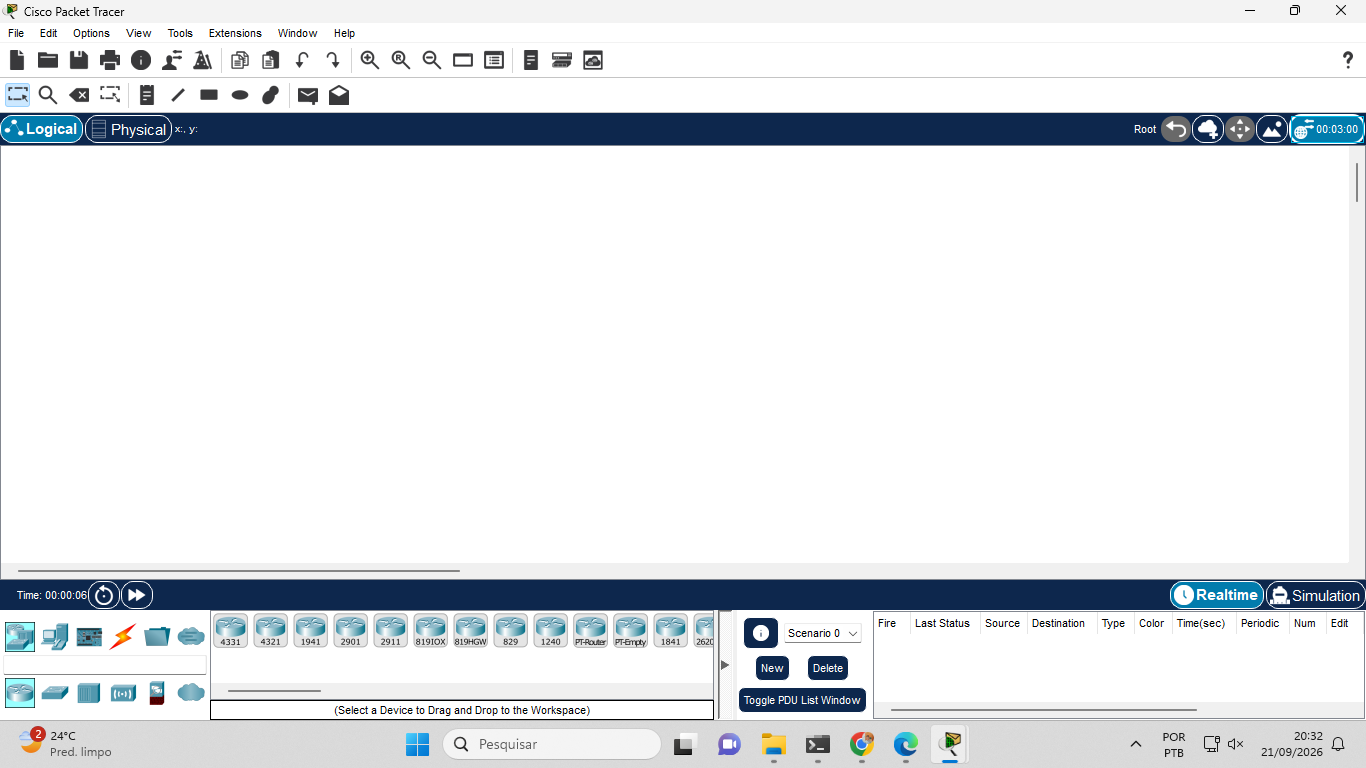 Cisco Packet Tracer
File Edit Options View Tools Extensions Window Help
Logical Physical x:, y: Root 00:03:00
Time: 00:00:06 Realtime Simulation
4331 4321 1941 2901 2911 819IOX 819HGW 829 1240 PT-Router PT-Empty 1841 2620
Scenario 0
New Delete
Toggle PDU List Window
Fire Last Status Source Destination Type Color Time(sec) Periodic Num Edit
(Select a Device to Drag and Drop to the Workspace)
2 24°C
Pred. limpo
Pesquisar
POR
PTB
20:32
21/09/2026